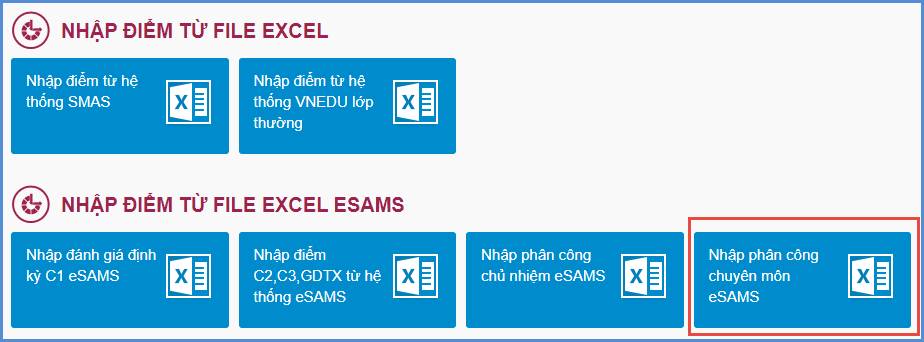 NHẬP ĐIỂM TỪ FILE EXCEL
Nhập điểm từ hệ
thống SMAS
Nhập điểm từ hệ
thống VNEDU lớp
thường
NHẬP ĐIỂM TỪ FILE EXCEL ESAMS
Nhập đánh giá định
kỳ C1 eSAMS
Nhập điểm
C2,C3,GDTX từ hệ
thống eSAMS
Nhập phân công
chủ nhiệm eSAMS
Nhập phân công
chuyên môn
eSAMS